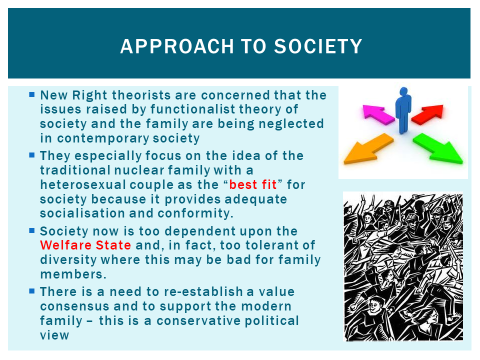 APPROACH TO SOCIETY
New Right theorists are concerned that the
issues raised by functionalist theory of
society and the family are being neglected
in contemporary society
They especially focus on the idea of the
traditional nuclear family with a
heterosexual couple as the “best fit” for
society because it provides adequate
socialisation and conformity.
Society now is too dependent upon the
Welfare State and, in fact, too tolerant of
diversity where this may be bad for family
members.
There is a need to re-establish a value
consensus and to support the modern
family – this is a conservative political
view